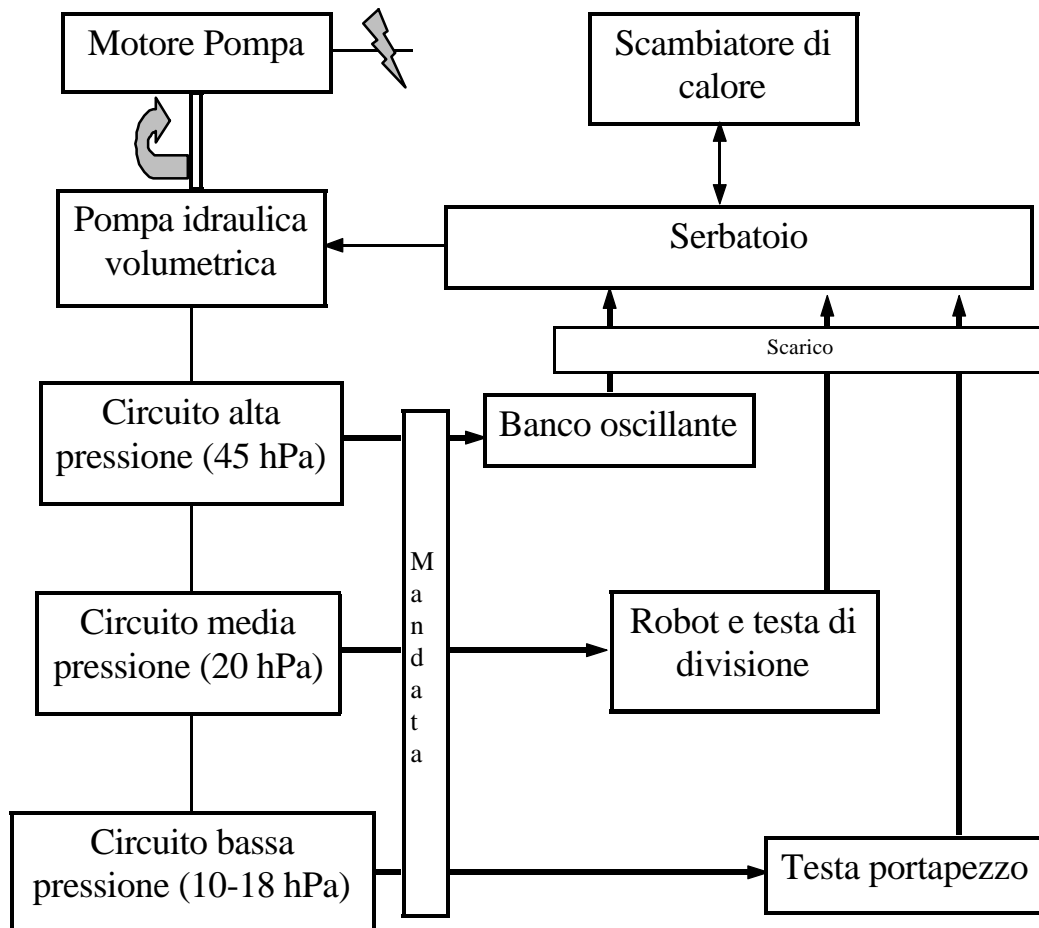 Motore Pompa
Scambiatore di
calore
Pompa idraulica
volumetrica
Serbatoio
Scarico
Circuito alta
pressione (45 hPa)
Banco oscillante
Mandata
Circuito media
pressione (20 hPa)
Robot e testa di
divisione
Circuito bassa
pressione (10-18 hPa)
Testa portapezzo